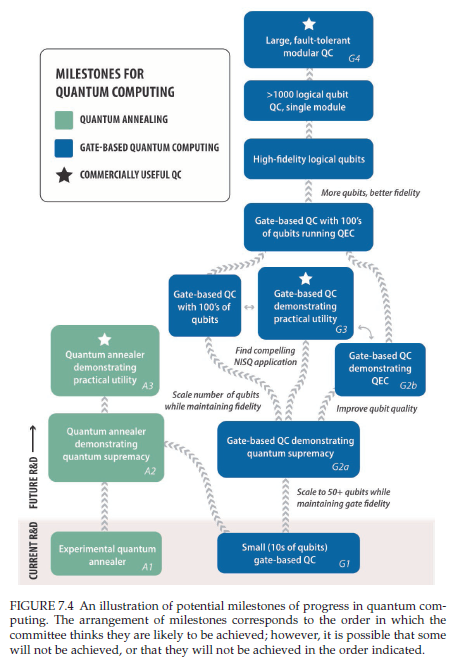 MILESTONES FOR
QUANTUM COMPUTING
QUANTUM ANNEALING
GATE-BASED QUANTUM COMPUTING
COMMERCIALLY USEFUL QC
Large, fault-tolerant
modular QC
G4
>1000 logical qubit
QC, single module
High-fidelity logical qubits
More qubits, better fidelity
Gate-based QC with 100's
of qubits running QEC
Gate-based QC
with 100's of
qubits
Gate-based QC
demonstrating
practical utility
G3
Find compelling
NISQ application
Gate-based QC
demonstrating
QEC
G2b
Quantum annealer
demonstrating
practical utility
A3
Scale number of qubits
while maintaining fidelity
Improve qubit quality
Quantum annealer
demonstrating
quantum supremacy
A2
Gate-based QC demonstrating
quantum supremacy
G2a
Scale to 50+ qubits while
maintaining gate fidelity
FUTURE R&D
CURRENT R&D
Experimental quantum
annealer
A1
Small (10s of qubits)
gate-based QC
G1
FIGURE 7.4 An illustration of potential milestones of progress in quantum com-
puting. The arrangement of milestones corresponds to the order in which the
committee thinks they are likely to be achieved; however, it is possible that some
will not be achieved, or that they will not be achieved in the order indicated.